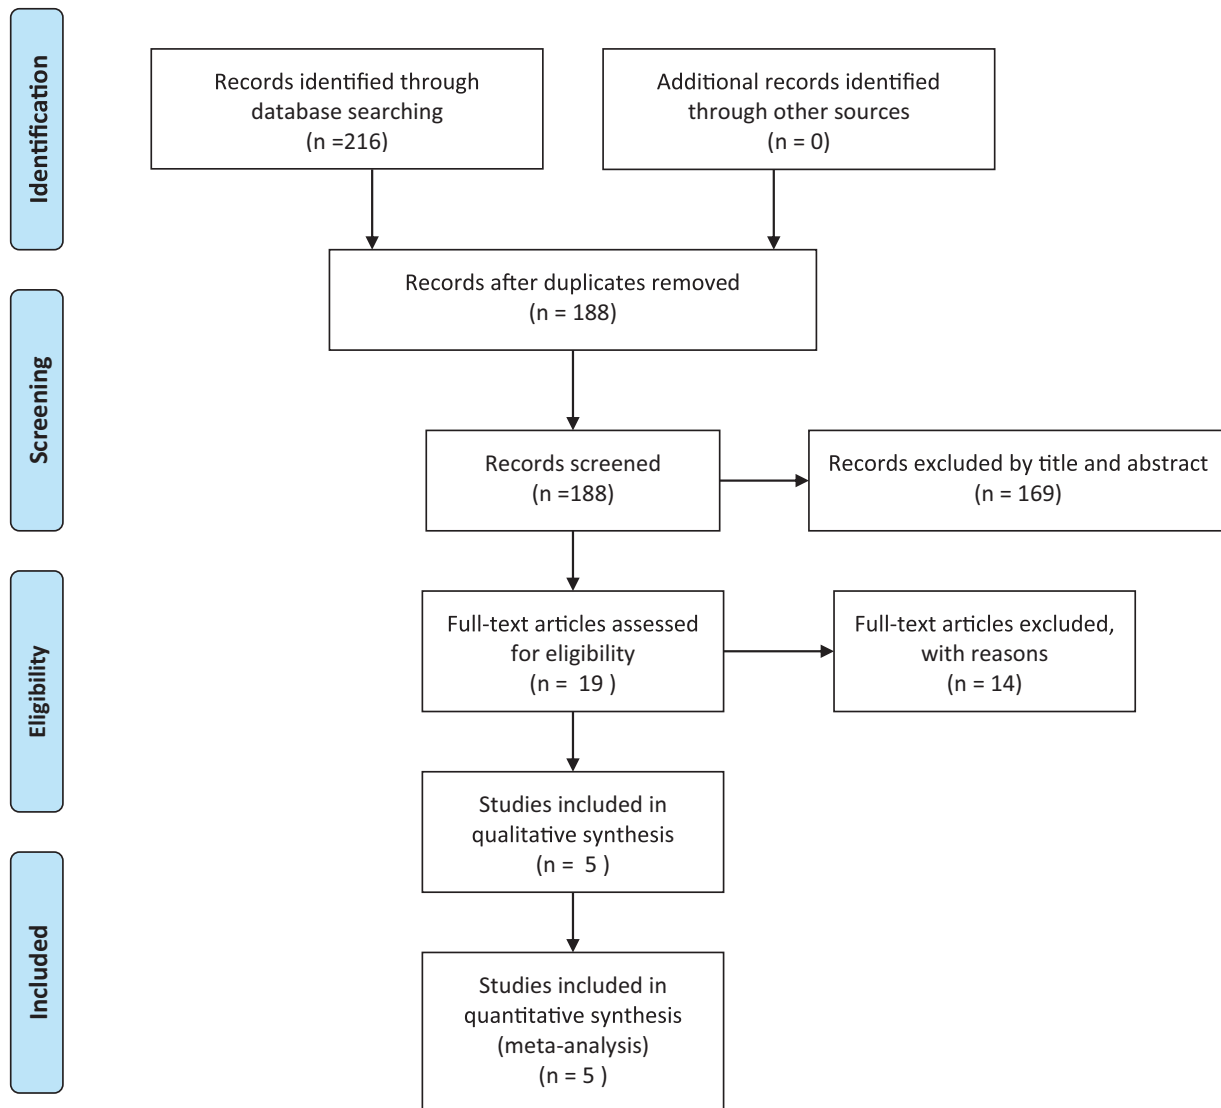 Identification
Records identified through
database searching
(n =216)
Additional records identified
through other sources
(n = 0)
Records after duplicates removed
(n = 188)
Screening
Records screened
(n =188)
Records excluded by title and abstract
(n = 169)
Eligibility
Full-text articles assessed
for eligibility
(n = 19 )
Full-text articles excluded,
with reasons
(n = 14)
Studies included in
qualitative synthesis
(n = 5 )
Included
Studies included in
quantitative synthesis
(meta-analysis)
(n = 5 )